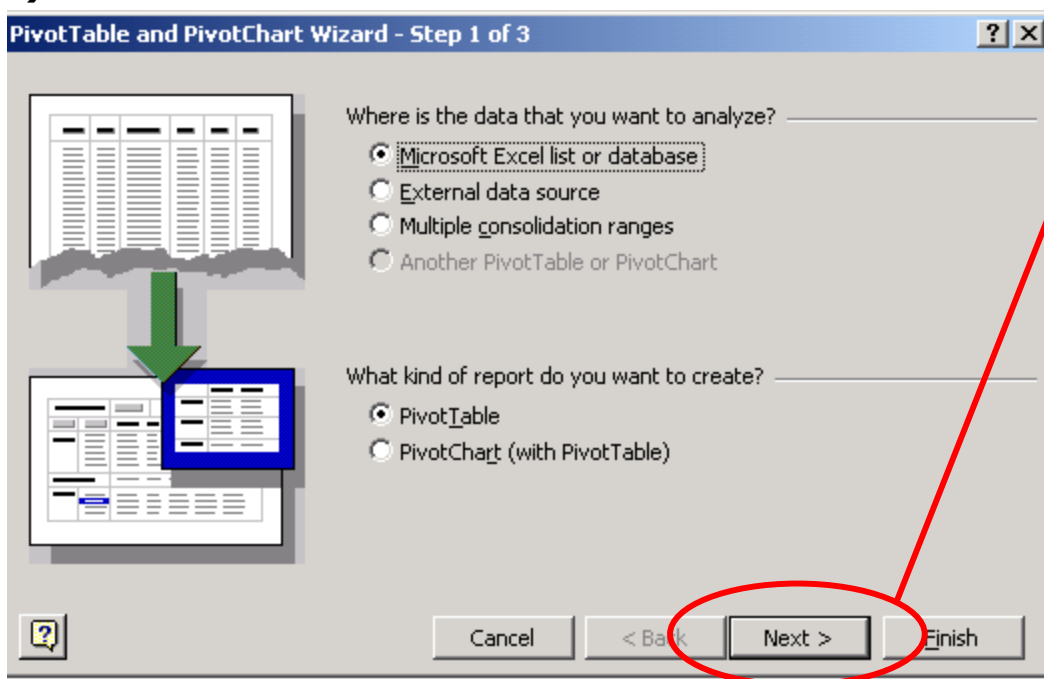 PivotTable and PivotChart Wizard - Step 1 of 3
Where is the data that you want to analyze?
Microsoft Excel list or database
External data source
Multiple consolidation ranges
Another PivotTable or PivotChart
What kind of report do you want to create?
PivotTable
PivotChart (with PivotTable)
Cancel < Back Next > Finish